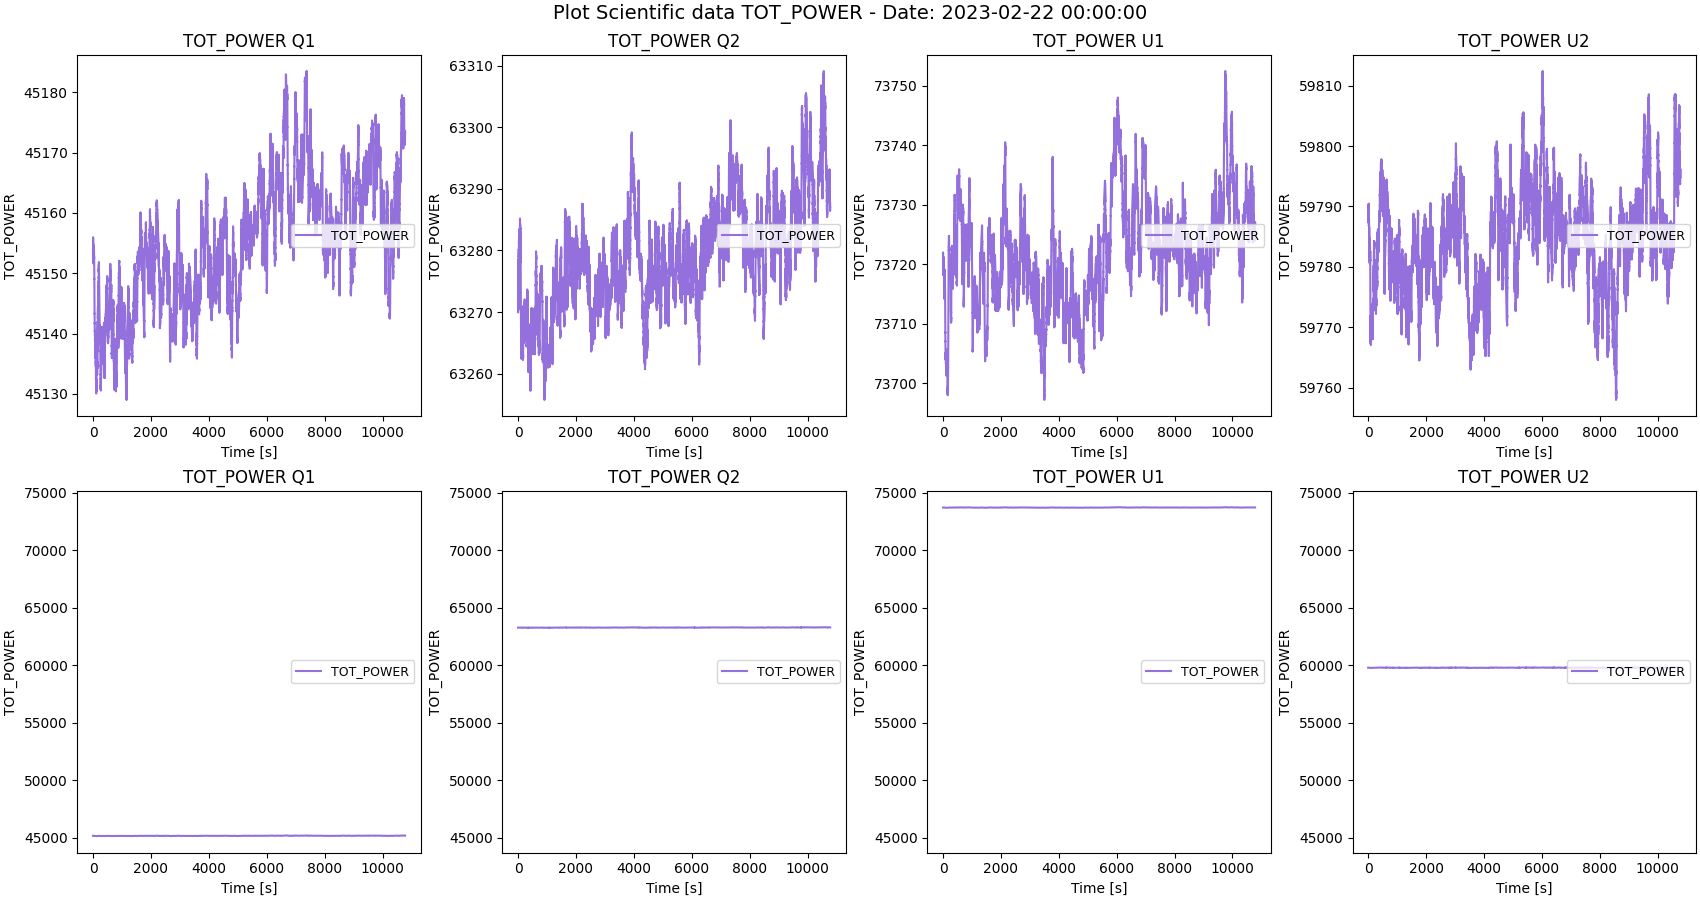 Plot Scientific data TOT_POWER - Date: 2023-02-22 00:00:00
TOT_POWER Q1
TOT_POWER
45180
45170
45160
45150
45140
45130
TOT_POWER
0 2000 4000 6000 8000 10000
Time [s]
TOT_POWER Q2
TOT_POWER
63310
63300
63290
63280
63270
63260
TOT_POWER
0 2000 4000 6000 8000 10000
Time [s]
TOT_POWER U1
TOT_POWER
73750
73740
73730
73720
73710
73700
TOT_POWER
0 2000 4000 6000 8000 10000
Time [s]
TOT_POWER U2
TOT_POWER
59810
59800
59790
59780
59770
59760
TOT_POWER
0 2000 4000 6000 8000 10000
Time [s]
TOT_POWER Q1
TOT_POWER
75000
70000
65000
60000
55000
50000
45000
TOT_POWER
0 2000 4000 6000 8000 10000
Time [s]
TOT_POWER Q2
TOT_POWER
75000
70000
65000
60000
55000
50000
45000
TOT_POWER
0 2000 4000 6000 8000 10000
Time [s]
TOT_POWER U1
TOT_POWER
75000
70000
65000
60000
55000
50000
45000
TOT_POWER
0 2000 4000 6000 8000 10000
Time [s]
TOT_POWER U2
TOT_POWER
75000
70000
65000
60000
55000
50000
45000
TOT_POWER
0 2000 4000 6000 8000 10000
Time [s]